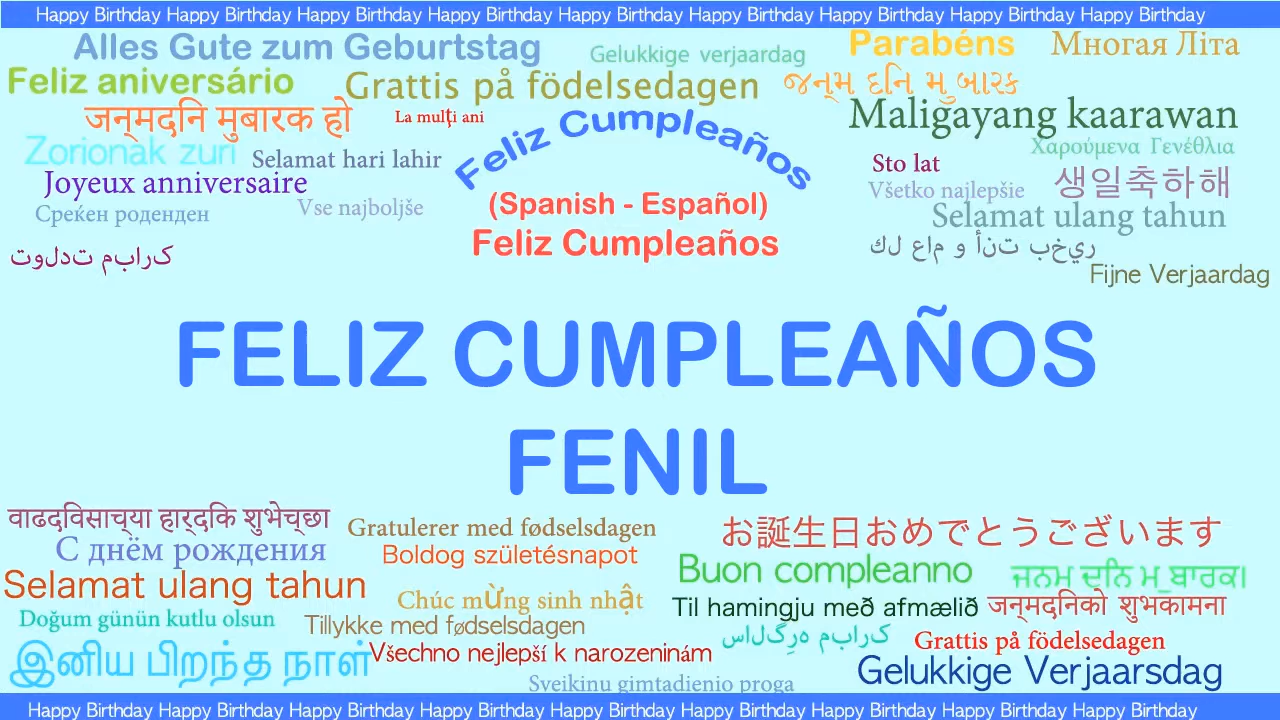 Happy Birthday Happy Birthday Happy Birthday Happy Birthday Happy Birthday Happy Birthday Happy Birthday Happy Birthday Happy Birthday
Alles Gute zum Geburtstag
Gelukkige verjaardag
Parabéns
Многая Літа
Feliz aniversário
Grattis på födelsedagen
જન્મ દિન મુબારક
जन्मदिन मुबारक हो
La mulţi ani
Feliz Cumpleaños
Maligayang kaarawan
Zorionak zuri
Selamat hari lahir
Sto lat
Χαρούμενα Γενέθλια
Joyeux anniversaire
Všetko najlepšie
생일축하해
Среќен роденден
Vse najboljše
(Spanish - Español)
Selamat ulang tahun
تولدت مبارک
Feliz Cumpleaños
كل عام و أنت بخير
Fijne Verjaardag
FELIZ CUMPLEAÑOS
FENIL
वाढदिवसाच्या हार्दिक शुभेच्छा
Gratulerer med fødselsdagen
お誕生日おめでとうございます
С днём рождения
Boldog születésnapot
Buon compleanno
ਜਨਮ ਦਿਨ ਮੁਬਾਰਕ।
Selamat ulang tahun
Chúc mừng sinh nhật
Til hamingju með afmælið
जन्मदिनको शुभकामना
Doğum günün kutlu olsun
Tillykke med fødselsdagen
سالگرہ مبارک
Grattis på födelsedagen
இனிய பிறந்த நாள்
Všechno nejlepší k narozeninám
Gelukkige Verjaarsdag
Sveikinu gimtadienio proga
Happy Birthday Happy Birthday Happy Birthday Happy Birthday Happy Birthday Happy Birthday Happy Birthday Happy Birthday Happy Birthday